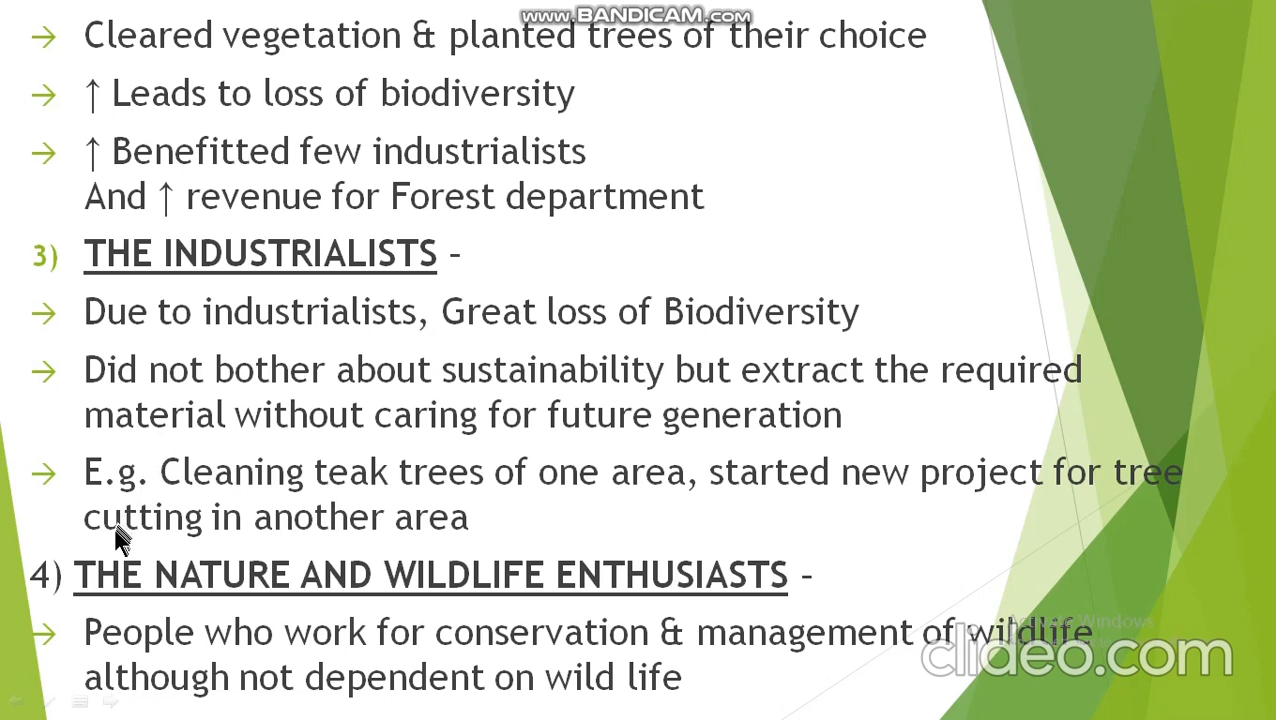 www.BANDICAM.com
→ Cleared vegetation & planted trees of their choice
→ ↑ Leads to loss of biodiversity
→ ↑ Benefitted few industrialists
And ↑ revenue for Forest department
3) THE INDUSTRIALISTS –
→ Due to industrialists, Great loss of Biodiversity
→ Did not bother about sustainability but extract the required
material without caring for future generation
→ E.g. Cleaning teak trees of one area, started new project for tree
cutting in another area
4) THE NATURE AND WILDLIFE ENTHUSIASTS –
→ People who work for conservation & management of wildlife
although not dependent on wild life
Activate Windows
clideo.com